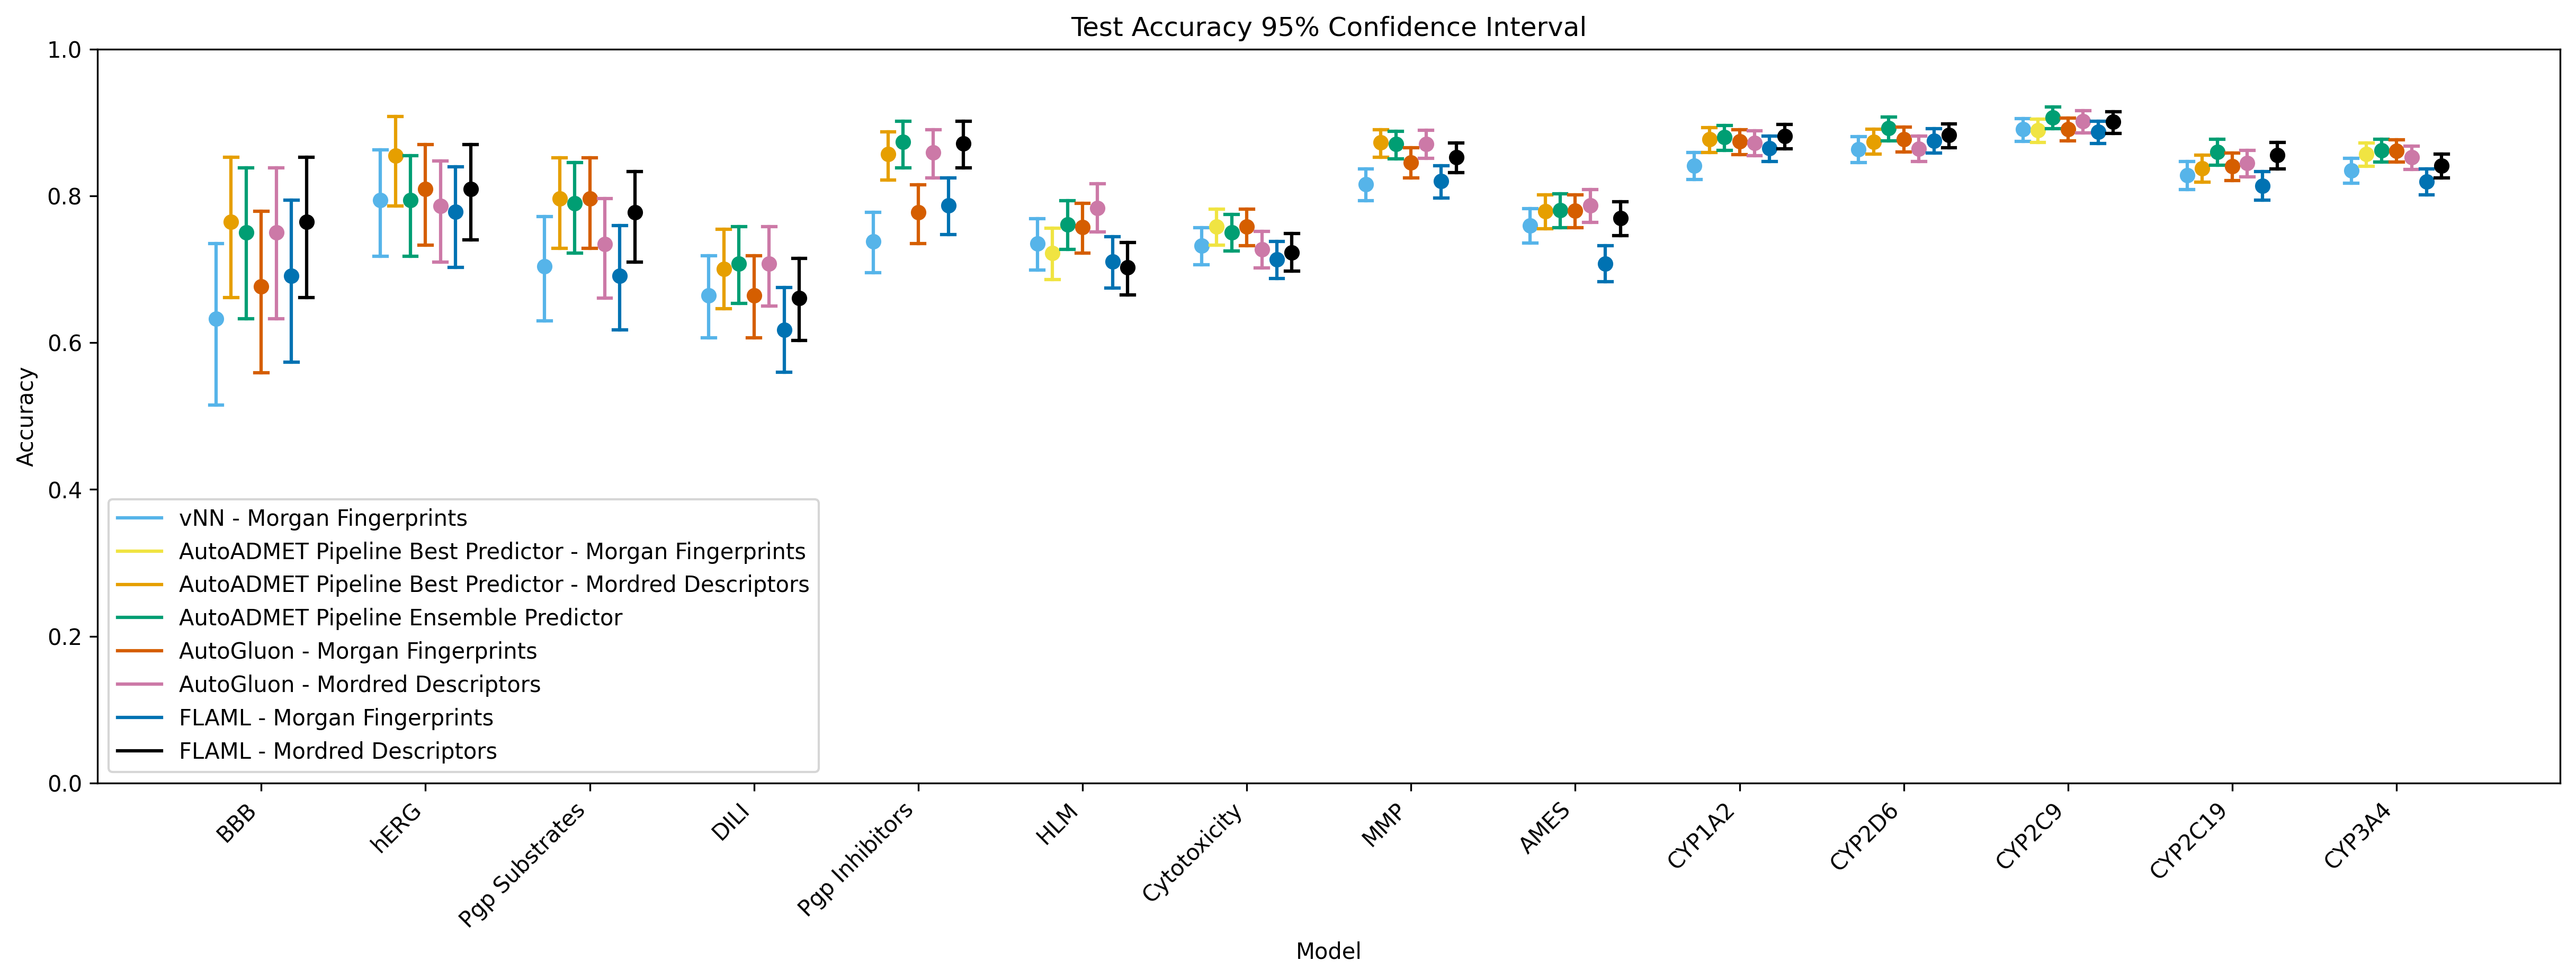 Test Accuracy 95% Confidence Interval
1.0
0.8
0.6
0.4
0.2
0.0
Accuracy
vNN - Morgan Fingerprints
AutoADMET Pipeline Best Predictor - Morgan Fingerprints
AutoADMET Pipeline Best Predictor - Mordred Descriptors
AutoADMET Pipeline Ensemble Predictor
AutoGluon - Morgan Fingerprints
AutoGluon - Mordred Descriptors
FLAML - Morgan Fingerprints
FLAML - Mordred Descriptors
BBB
hERG
Pgp Substrates
DILI
Pgp Inhibitors
HLM
Cytotoxicity
MMP
AMES
CYP1A2
CYP2D6
CYP2C9
CYP2C19
CYP3A4
Model